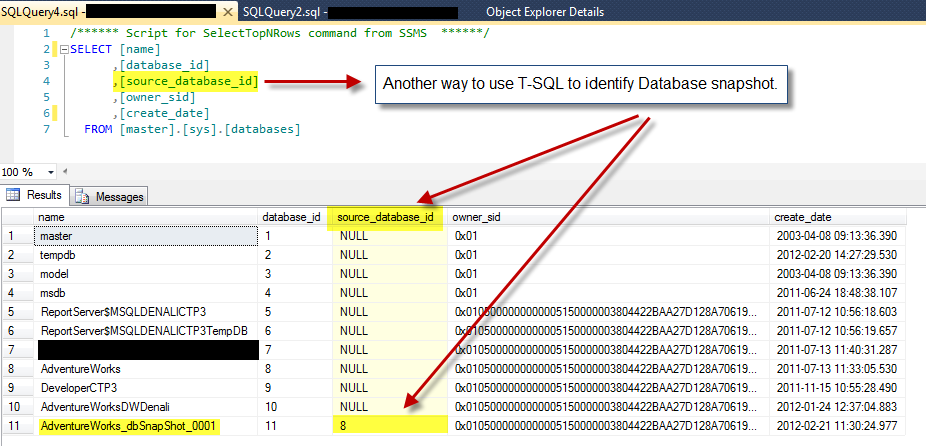 SQLQuery4.sql - SQLQuery2.sql - Object Explorer Details
1 /****** Script for SelectTopNRows command from SSMS ******/
2 SELECT [name]
3 ,[database_id]
4 ,[source_database_id]
5 ,[owner_sid]
6 ,[create_date]
7 FROM [master].[sys].[databases]
Another way to use T-SQL to identify Database snapshot.
100 %
Results Messages
name database_id source_database_id owner_sid create_date
1 master 1 NULL 0x01 2003-04-08 09:13:36.390
2 tempdb 2 NULL 0x01 2012-02-20 14:27:29.530
3 model 3 NULL 0x01 2003-04-08 09:13:36.390
4 msdb 4 NULL 0x01 2011-06-24 18:48:38.107
5 ReportServer$MSQLDENALICTP3 5 NULL 0x0105000000000005150000003804422BAA27D128A70619... 2011-07-12 10:56:18.603
6 ReportServer$MSQLDENALICTP3TempDB 6 NULL 0x0105000000000005150000003804422BAA27D128A70619... 2011-07-12 10:56:19.657
7 7 NULL 0x0105000000000005150000003804422BAA27D128A70619... 2011-07-13 11:40:31.287
8 AdventureWorks 8 NULL 0x0105000000000005150000003804422BAA27D128A70619... 2011-07-13 11:33:05.530
9 DeveloperCTP3 9 NULL 0x0105000000000005150000003804422BAA27D128A70619... 2011-11-15 10:55:28.490
10 AdventureWorksDWDenali 10 NULL 0x0105000000000005150000003804422BAA27D128A70619... 2012-01-24 12:37:04.883
11 AdventureWorks_dbSnapShot_0001 11 8 0x0105000000000005150000003804422BAA27D128A70619... 2012-02-21 11:30:24.977